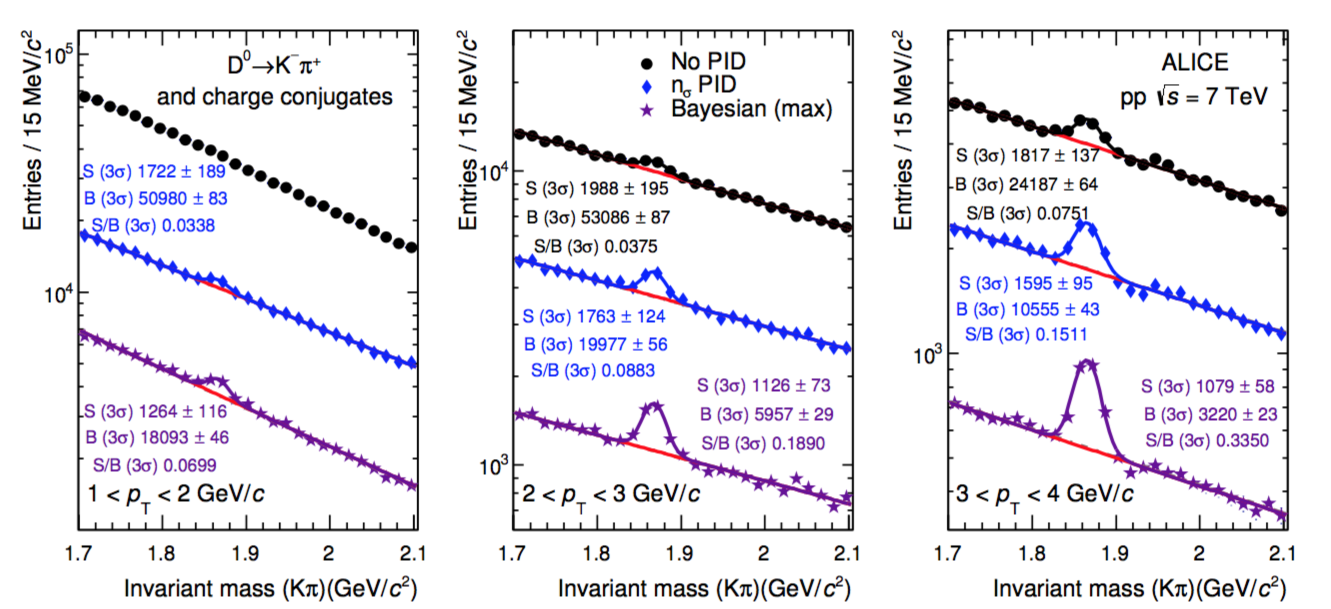 Entries / 15 MeV/c²
10⁵
10⁴
D⁰→K⁻π⁺
and charge conjugates
S (3σ) 1722 ± 189
B (3σ) 50980 ± 83
S/B (3σ) 0.0338
S (3σ) 1264 ± 116
B (3σ) 18093 ± 46
S/B (3σ) 0.0699
1 < p_T < 2 GeV/c
1.7 1.8 1.9 2 2.1
Invariant mass (Kπ)(GeV/c²)
Entries / 15 MeV/c²
10⁴
10³
No PID
n_σ PID
Bayesian (max)
S (3σ) 1988 ± 195
B (3σ) 53086 ± 87
S/B (3σ) 0.0375
S (3σ) 1763 ± 124
B (3σ) 19977 ± 56
S/B (3σ) 0.0883
S (3σ) 1126 ± 73
B (3σ) 5957 ± 29
S/B (3σ) 0.1890
2 < p_T < 3 GeV/c
1.7 1.8 1.9 2 2.1
Invariant mass (Kπ)(GeV/c²)
Entries / 15 MeV/c²
10³
ALICE
pp √s = 7 TeV
S (3σ) 1817 ± 137
B (3σ) 24187 ± 64
S/B (3σ) 0.0751
S (3σ) 1595 ± 95
B (3σ) 10555 ± 43
S/B (3σ) 0.1511
S (3σ) 1079 ± 58
B (3σ) 3220 ± 23
S/B (3σ) 0.3350
3 < p_T < 4 GeV/c
1.7 1.8 1.9 2 2.1
Invariant mass (Kπ)(GeV/c²)